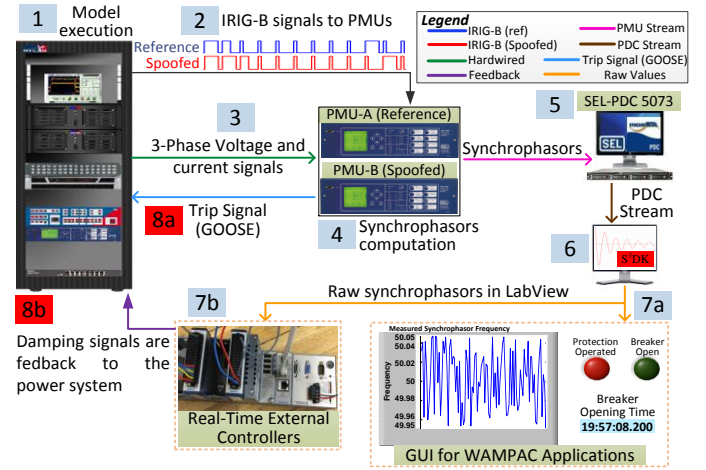 1
Model
execution
2
IRIG-B signals to PMUs
Reference
Spoofed
Legend
IRIG-B (ref)
IRIG-B (Spoofed)
Hardwired
Feedback
PMU Stream
PDC Stream
Trip Signal (GOOSE)
Raw Values
3
3-Phase Voltage and
current signals
PMU-A (Reference)
PMU-B (Spoofed)
Synchrophasors
5
SEL-PDC 5073
SEL
PDC
8a
Trip Signal
(GOOSE)
4
Synchrophasors
computation
PDC
Stream
6
S³DK
8b
Damping signals are
fedback to the
power system
7b
Raw synchrophasors in LabView
7a
Real-Time External
Controllers
Measured Synchrophasor Frequency
Frequency
50.05
50.04
50
49.96
49.95
Protection
Operated
Breaker
Open
Breaker
Opening Time
19:57:08.200
GUI for WAMPAC Applications